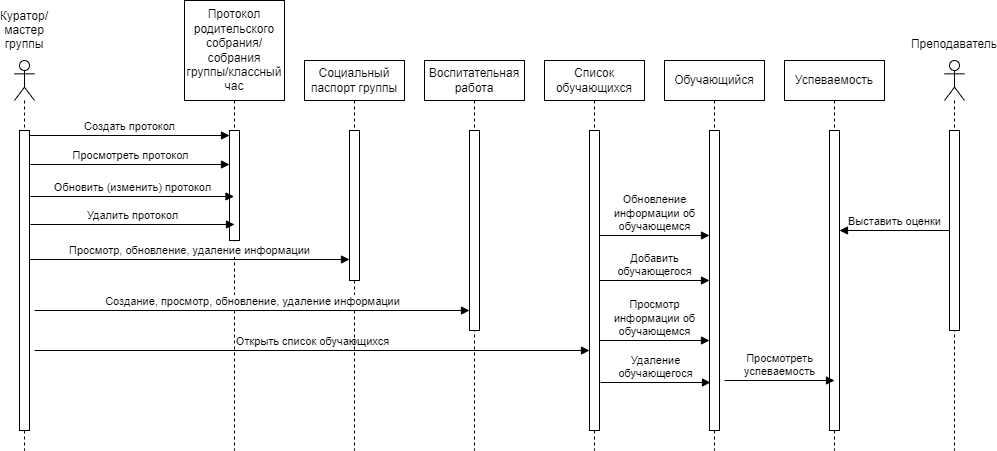 Куратор/
мастер
группы
Протокол
родительского
собрания/
собрания
группы/классный
час
Социальный
паспорт группы
Воспитательная
работа
Список
обучающихся
Обучающийся
Успеваемость
Преподаватель
Создать протокол
Просмотреть протокол
Обновить (изменить) протокол
Удалить протокол
Просмотр, обновление, удаление информации
Создание, просмотр, обновление, удаление информации
Открыть список обучающихся
Обновление
информации об
обучающемся
Добавить
обучающегося
Просмотр
информации об
обучающемся
Удаление
обучающегося
Просмотреть
успеваемость
Выставить оценки